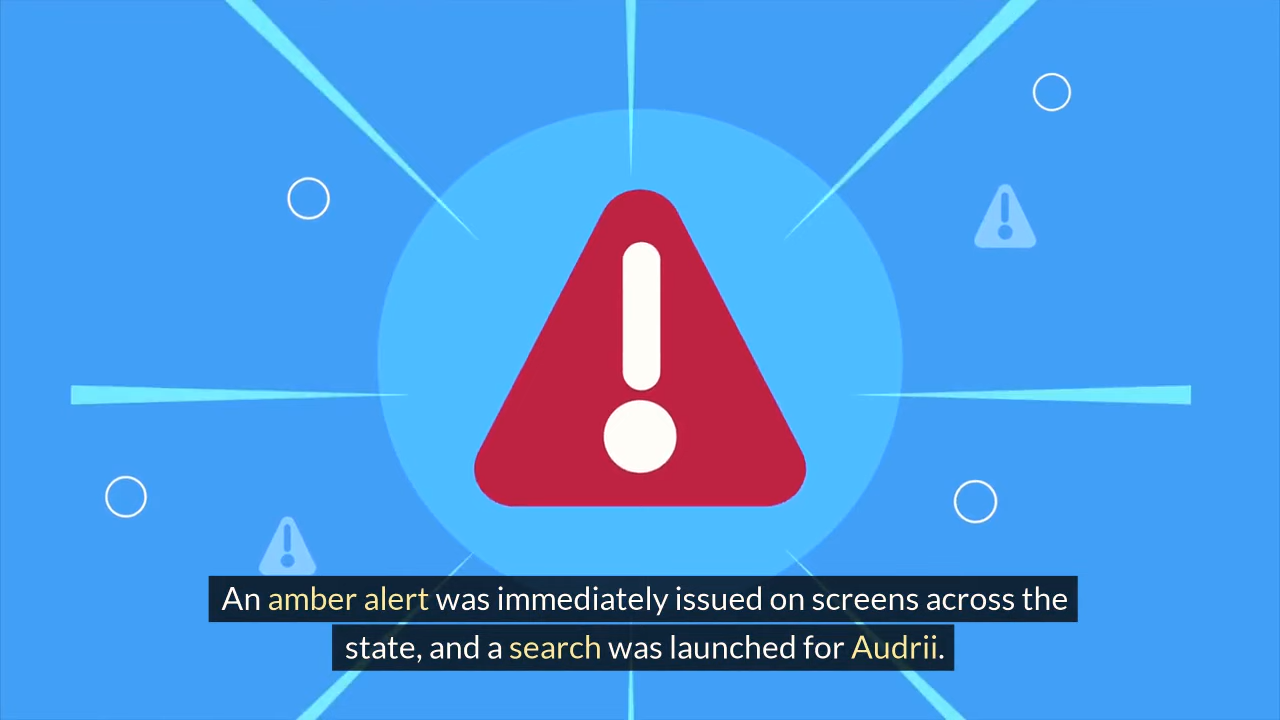 An amber alert was immediately issued on screens across the
state, and a search was launched for Audrii.